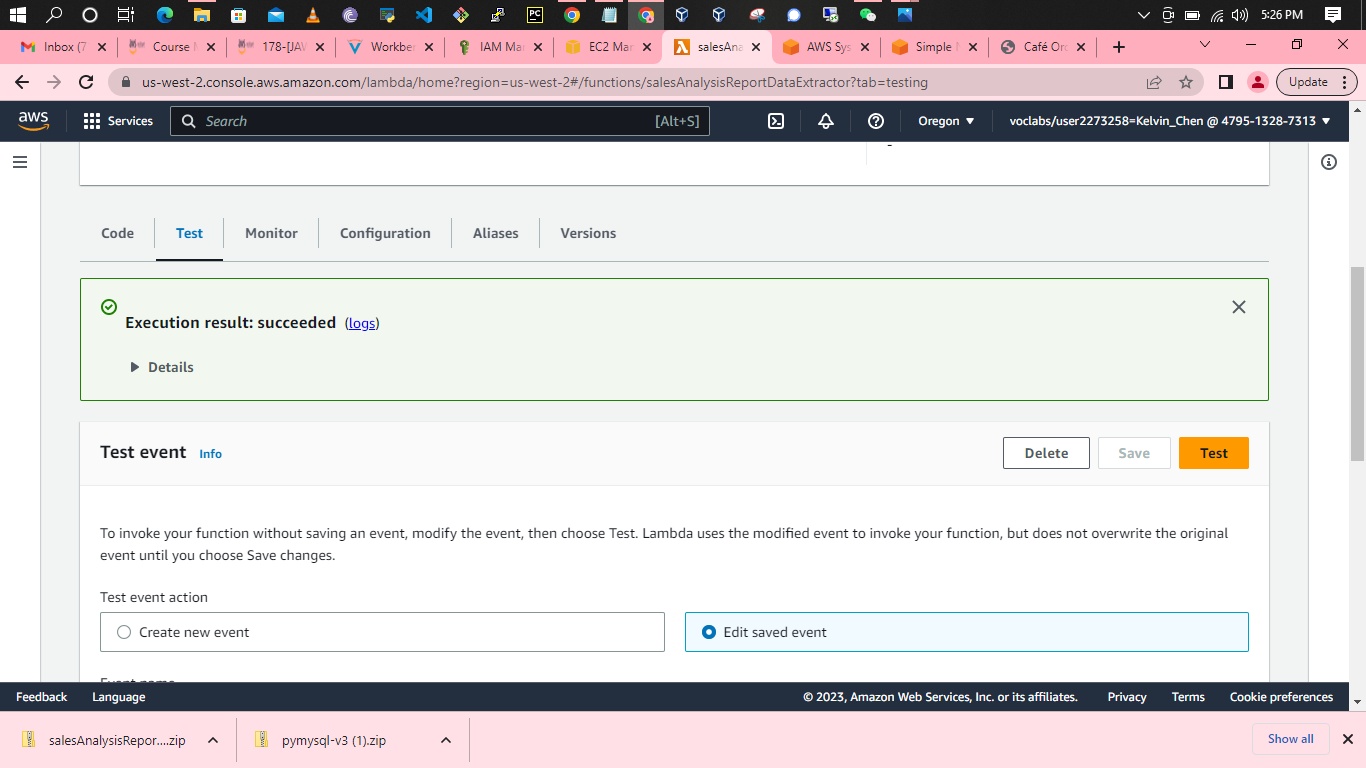 5:26 PM
Inbox (7
Course
178-[JAV
Workber
IAM Mar
EC2 Mar
salesAna
AWS Sys
Simple
Café Orc
us-west-2.console.aws.amazon.com/lambda/home?region=us-west-2#/functions/salesAnalysisReportDataExtractor?tab=testing
Update
aws
Services
Search
[Alt+S]
Oregon
voclabs/user2273258=Kelvin_Chen @ 4795-1328-7313
-
Code
Test
Monitor
Configuration
Aliases
Versions
Execution result: succeeded (logs)
Details
Test event Info
Delete
Save
Test
To invoke your function without saving an event, modify the event, then choose Test. Lambda uses the modified event to invoke your function, but does not overwrite the original
event until you choose Save changes.
Test event action
Create new event
Edit saved event
Event name
Feedback
Language
© 2023, Amazon Web Services, Inc. or its affiliates.
Privacy
Terms
Cookie preferences
salesAnalysisRepor....zip
pymysql-v3 (1).zip
Show all